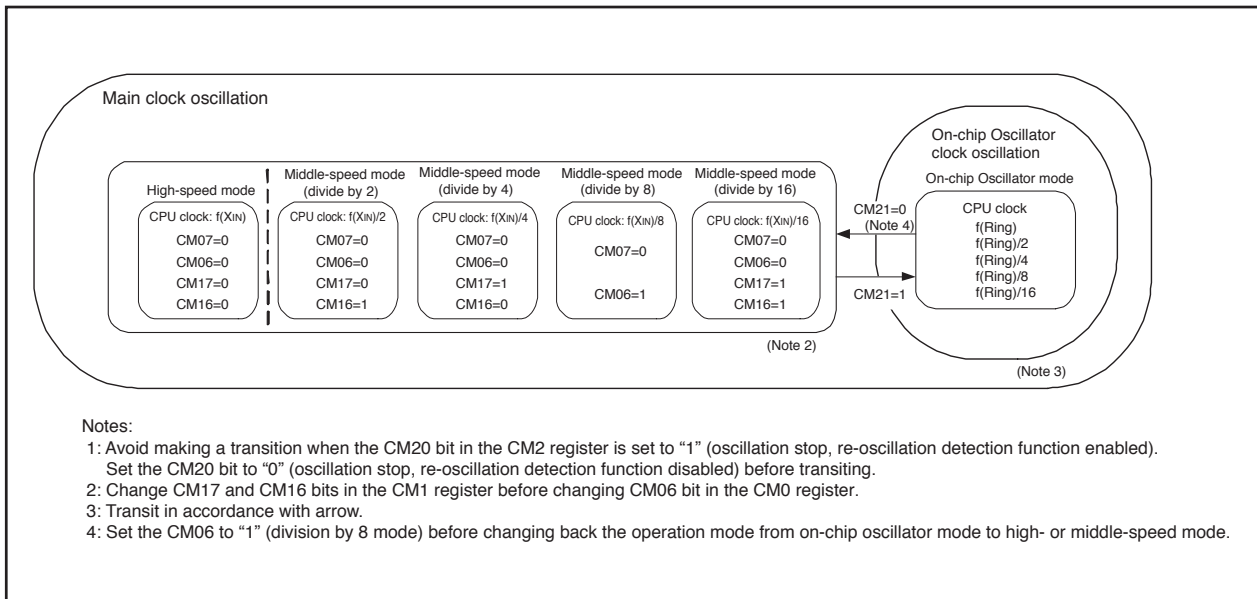 Main clock oscillation
On-chip Oscillator
clock oscillation
On-chip Oscillator mode
High-speed mode
CPU clock: f(XIN)
CM07=0
CM06=0
CM17=0
CM16=0
Middle-speed mode
(divide by 2)
CPU clock: f(XIN)/2
CM07=0
CM06=0
CM17=0
CM16=1
Middle-speed mode
(divide by 4)
CPU clock: f(XIN)/4
CM07=0
CM06=0
CM17=1
CM16=0
Middle-speed mode
(divide by 8)
CPU clock: f(XIN)/8
CM07=0
CM06=1
Middle-speed mode
(divide by 16)
CPU clock: f(XIN)/16
CM07=0
CM06=0
CM17=1
CM16=1
(Note 2)
CM21=0
(Note 4)
CM21=1
CPU clock
f(Ring)
f(Ring)/2
f(Ring)/4
f(Ring)/8
f(Ring)/16
(Note 3)
Notes:
1: Avoid making a transition when the CM20 bit in the CM2 register is set to “1” (oscillation stop, re-oscillation detection function enabled).
Set the CM20 bit to “0” (oscillation stop, re-oscillation detection function disabled) before transiting.
2: Change CM17 and CM16 bits in the CM1 register before changing CM06 bit in the CM0 register.
3: Transit in accordance with arrow.
4: Set the CM06 to “1” (division by 8 mode) before changing back the operation mode from on-chip oscillator mode to high- or middle-speed mode.